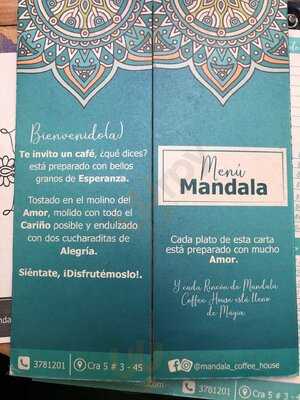 Bienvenido(a)
Te invito un café, ¿qué dices?
está preparado con bellos
granos de Esperanza.
Tostado en el molino del
Amor, molido con todo el
Cariño posible y endulzado
con dos cucharaditas de
Alegría.
Siéntate, ¡Disfrutémoslo!.
3781201
Cra 5 # 3 - 45
Menú
Mandala
Cada plato de esta carta
está preparado con mucho
Amor.
Y cada Rincón de Mandala
Coffee House está lleno
de Magia
@mandala_coffee_house
3781201
Cra 5 # 3 - 45